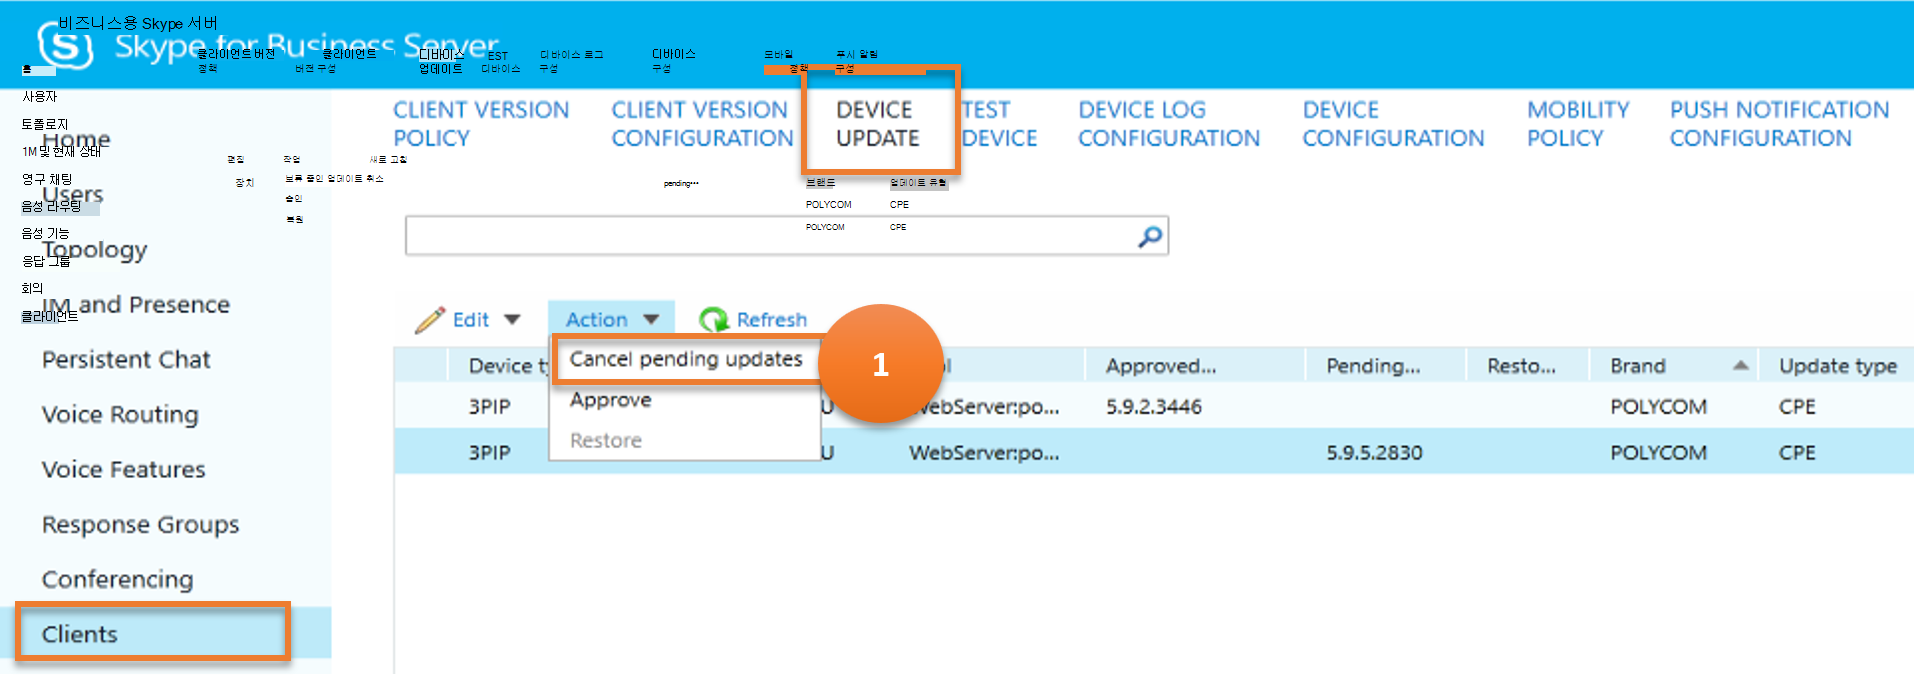 비즈니스용 Skype 서버
Skype for Business Server
클라이언트 버전
정책
클라이언트
버전 구성
디바이스
업데이트
EST
디바이스
디바이스 로그
구성
디바이스
구성
모바일
정책
푸시 알림
구성
홈
사용자
토폴로지
1M 및 현재 상태
영구 채팅
음성 라우팅
음성 기능
응답 그룹
회의
클라이언트
CLIENT VERSION
POLICY
CLIENT VERSION
CONFIGURATION
DEVICE
UPDATE
TEST
DEVICE
DEVICE LOG
CONFIGURATION
DEVICE
CONFIGURATION
MOBILITY
POLICY
PUSH NOTIFICATION
CONFIGURATION
Home
Users
Topology
IM and Presence
Persistent Chat
Voice Routing
Voice Features
Response Groups
Conferencing
Clients
편집
작업
새로 고침
장치
보류 중인 업데이트 취소
승인
복원
pending•••
브랜드
업데이트 유형
POLYCOM
CPE
POLYCOM
CPE
Edit
Action
Refresh
Cancel pending updates
Approve
Restore
1
Device
Approved...
Pending...
Resto...
Brand
Update type
3PIP
WebServer:po...
5.9.2.3446
POLYCOM
CPE
3PIP
WebServer:po...
5.9.5.2830
POLYCOM
CPE